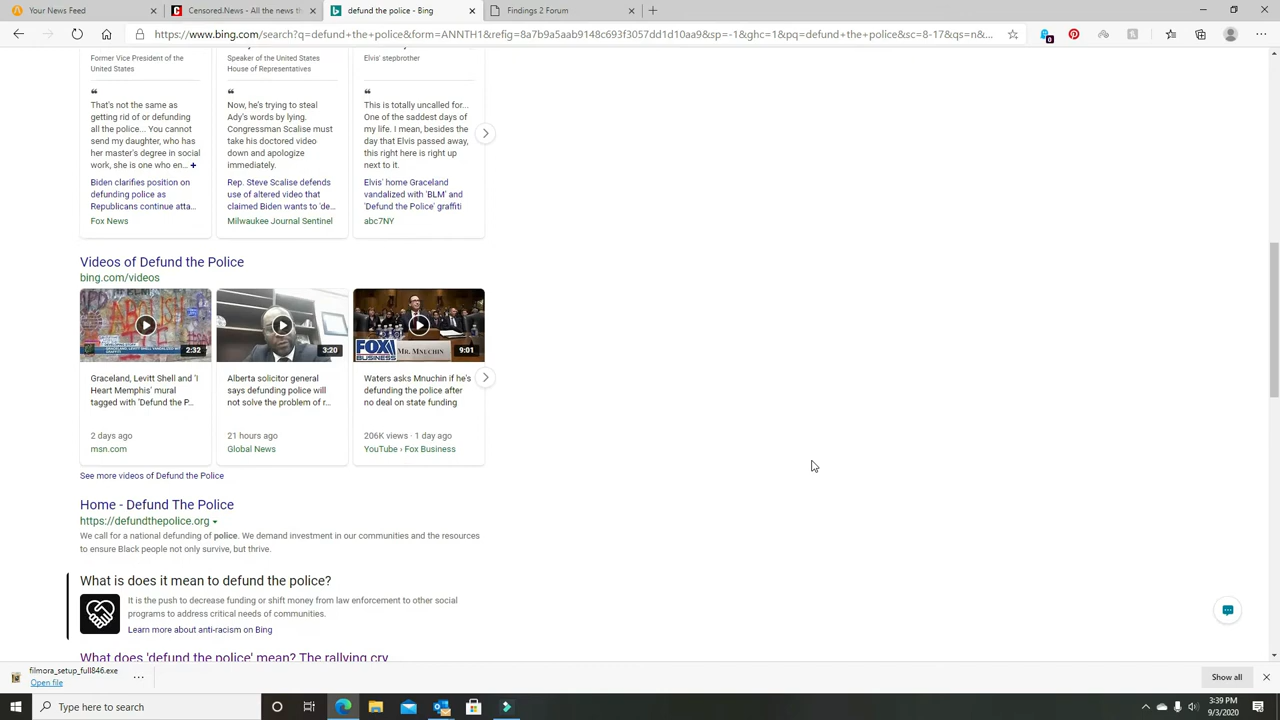 Your News Feed
Censored.News - All the news th
defund the police - Bing
Findings 2 Forum
https://www.bing.com/search?q=defund+the+police&form=ANNTH1&refig=8a7b9a5aab9148c693f3057dd1d10aa9&sp=-1&ghc=1&pq=defund+the+police&sc=8-17&qs=n&...
Former Vice President of the
United States
“
That's not the same as
getting rid of or defunding
all the police... You cannot
send my daughter, who has
her master's degree in social
work, she is one who en... +
Biden clarifies position on
defunding police as
Republicans continue atta...
Fox News
Speaker of the United States
House of Representatives
“
Now, he's trying to steal
Ady's words by lying.
Congressman Scalise must
take his doctored video
down and apologize
immediately.
Rep. Steve Scalise defends
use of altered video that
claimed Biden wants to 'de...
Milwaukee Journal Sentinel
Elvis' stepbrother
“
This is totally uncalled for...
One of the saddest days of
my life. I mean, besides the
day that Elvis passed away,
this right here is right up
next to it.
Elvis' home Graceland
vandalized with 'BLM' and
'Defund the Police' graffiti
abc7NY
Videos of Defund the Police
bing.com/videos
2:32
Graceland, Levitt Shell and 'I
Heart Memphis' mural
tagged with 'Defund the P...
2 days ago
msn.com
3:20
Alberta solicitor general
says defunding police will
not solve the problem of r...
21 hours ago
Global News
FOX
BUSINESS
MR. MNUCHIN
9:01
Waters asks Mnuchin if he's
defunding the police after
no deal on state funding
206K views · 1 day ago
YouTube › Fox Business
See more videos of Defund the Police
Home - Defund The Police
https://defundthepolice.org
We call for a national defunding of police. We demand investment in our communities and the resources
to ensure Black people not only survive, but thrive.
What is does it mean to defund the police?
It is the push to decrease funding or shift money from law enforcement to other social
programs to address critical needs of communities.
Learn more about anti-racism on Bing
What does 'defund the police' mean? The rallying cry
filmora_setup_full846.exe
Open file
Show all
Type here to search
3:39 PM
9/3/2020